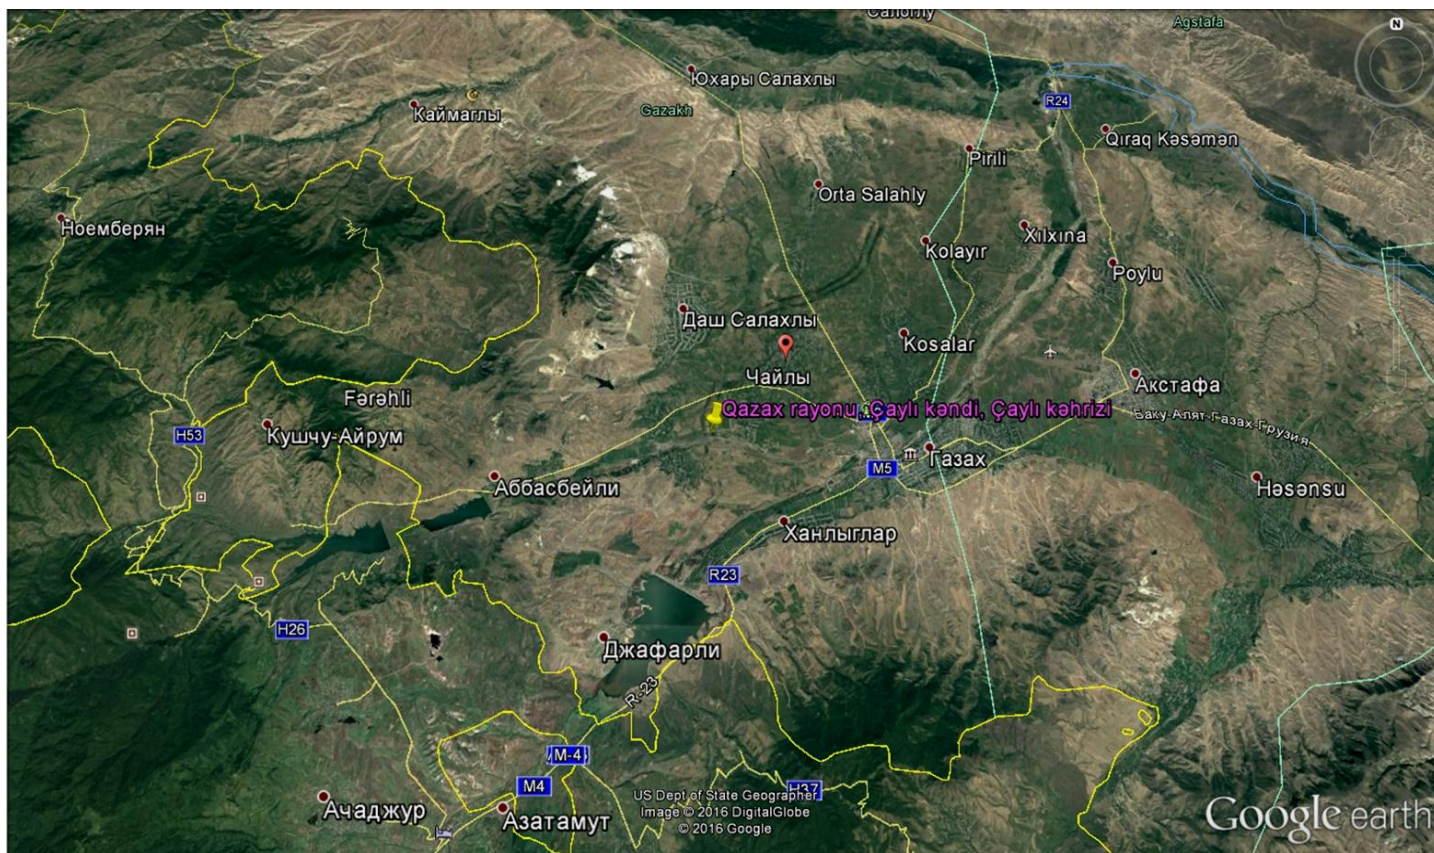 Agstafa
Юхары Салахлы
Каймаглы
Gazakh
R24
Qıraq Kəsəmən
Pirili
Orta Salahly
Ноемберян
Xılxına
Kolayır
Poylu
Даш Салахлы
Kosalar
Чайлы
Акстафа
Fərəhli
Qazax rayonu, Çaylı kəndi, Çaylı kəhrizi
Баку-Алят-Газах-Грузия
H53
Кушчу-Айрум
Газах
M5
Аббасбейли
Həsənsu
Ханлыглар
R23
H26
Джафарли
R-23
M-4
M4
H37
Ачаджур
Азатамут
US Dept of State Geographer
Image © 2016 DigitalGlobe
© 2016 Google
Google earth
N